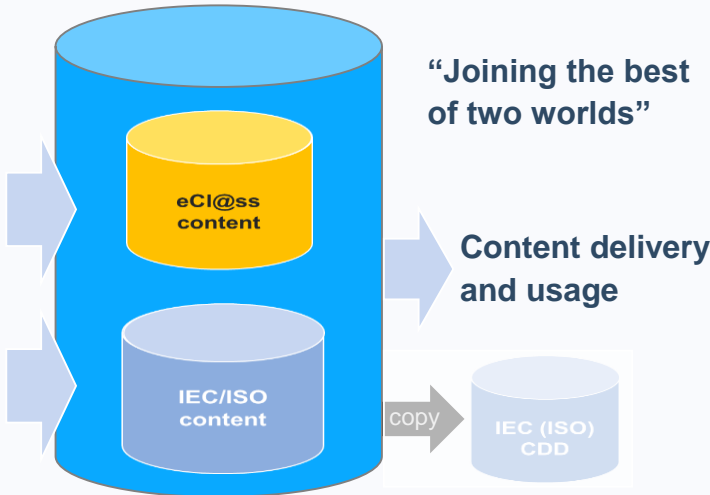 “Joining the best
of two worlds”
eCl@ss
content
Content delivery
and usage
IEC/ISO
content
copy
IEC (ISO)
CDD